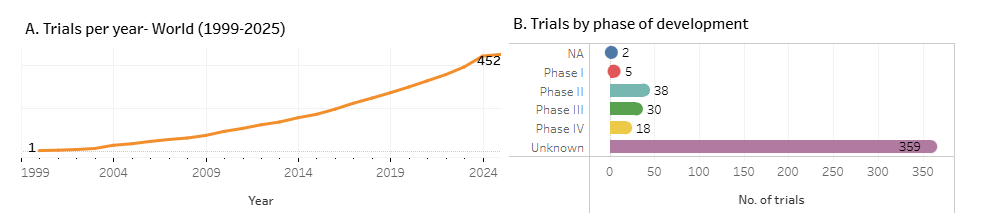 A. Trials per year- World (1999-2025)
452
1
1999 2004 2009 2014 2019 2024
Year
B. Trials by phase of development
NA 2
Phase I 5
Phase II 38
Phase III 30
Phase IV 18
Unknown 359
0 50 100 150 200 250 300 350
No. of trials